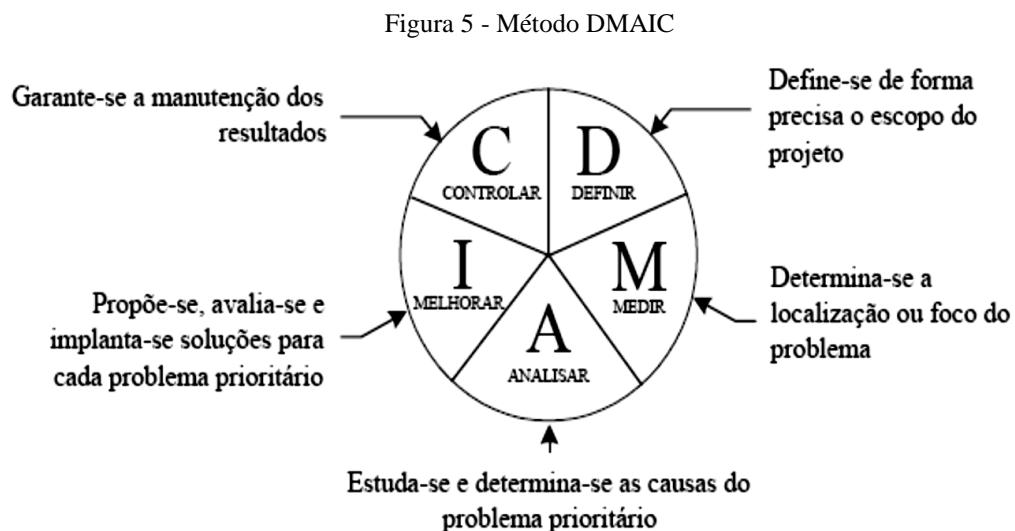 Figura 5 - Método DMAIC
Garante-se a manutenção dos
resultados
Define-se de forma
precisa o escopo do
projeto
C
CONTROLAR
D
DEFINIR
I
MELHORAR
M
MEDIR
A
ANALISAR
Propõe-se, avalia-se e
implanta-se soluções para
cada problema prioritário
Determina-se a
localização ou foco do
problema
Estuda-se e determina-se as causas do
problema prioritário